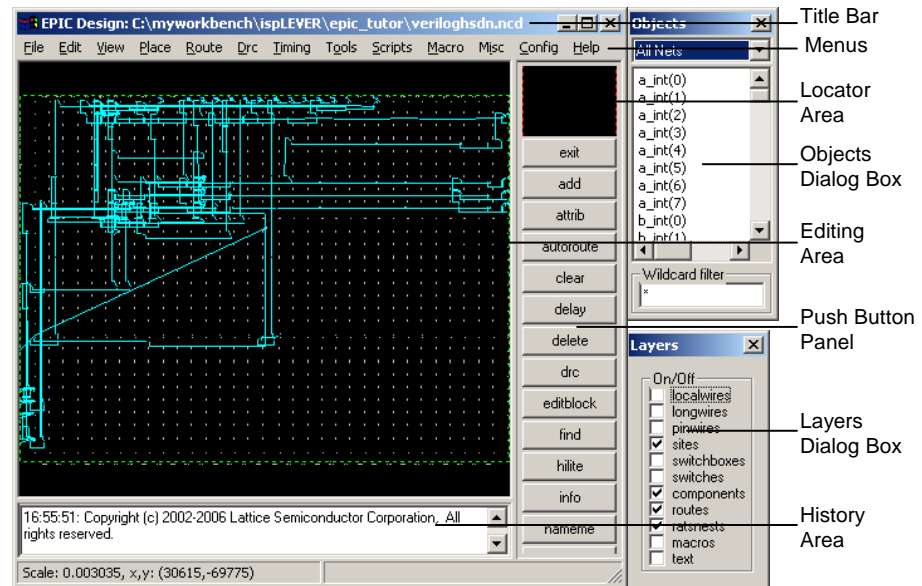 EPIC Design: C:\myworkbench\ispLEVER\epic_tutor\veriloghsdn.ncd
File Edit View Place Route Drc Timing Tools Scripts Macro Misc Config Help
exit
add
attrib
autoroute
clear
delay
delete
drc
editblock
find
hilite
info
nameme
16:55:51: Copyright (c) 2002-2006 Lattice Semiconductor Corporation, All
rights reserved.
Scale: 0.003035, x,y: (30615,-69775)
Objects
All Nets
a_int(0)
a_int(1)
a_int(2)
a_int(3)
a_int(4)
a_int(5)
a_int(6)
a_int(7)
b_int(0)
b_int(1)
Wildcard filter
*
Layers
On/Off
localwires
longwires
pinwires
sites
switchboxes
switches
components
routes
ratsnests
macros
text
Title Bar
Menus
Locator
Area
Objects
Dialog Box
Editing
Area
Push Button
Panel
Layers
Dialog Box
History
Area